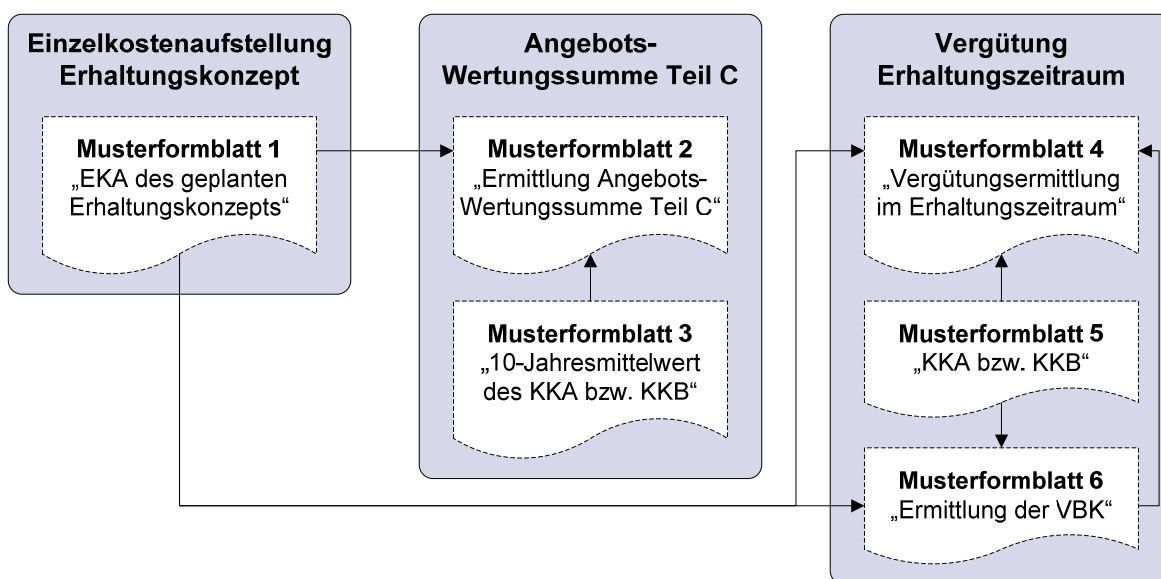 Einzelkostenaufstellung
Erhaltungskonzept
Musterformblatt 1
„EKA des geplanten
Erhaltungskonzepts“
Angebots-
Wertungssumme Teil C
Musterformblatt 2
„Ermittlung Angebots-
Wertungssumme Teil C“
Musterformblatt 3
„10-Jahresmittelwert
des KKA bzw. KKB“
Vergütung
Erhaltungszeitraum
Musterformblatt 4
„Vergütungsermittlung
im Erhaltungszeitraum“
Musterformblatt 5
„KKA bzw. KKB“
Musterformblatt 6
„Ermittlung der VBK“